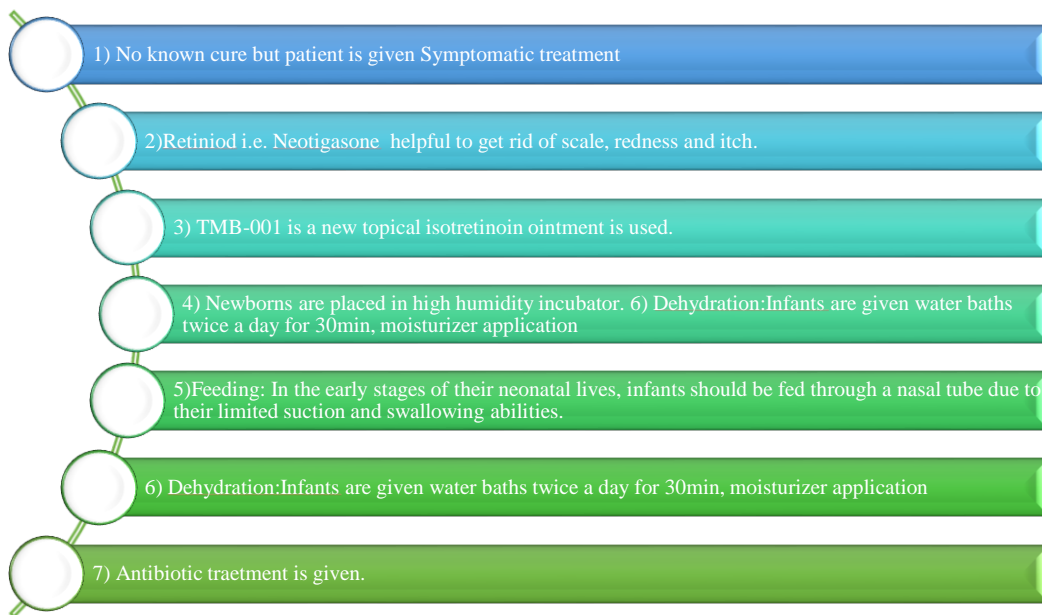 1) No known cure but patient is given Symptomatic treatment
2)Retiniod i.e. Neotigasone helpful to get rid of scale, redness and itch.
3) TMB-001 is a new topical isotretinoin ointment is used.
4) Newborns are placed in high humidity incubator. 6) Dehydration:Infants are given water baths
twice a day for 30min, moisturizer application
5)Feeding: In the early stages of their neonatal lives, infants should be fed through a nasal tube due to
their limited suction and swallowing abilities.
6) Dehydration:Infants are given water baths twice a day for 30min, moisturizer application
7) Antibiotic traetment is given.